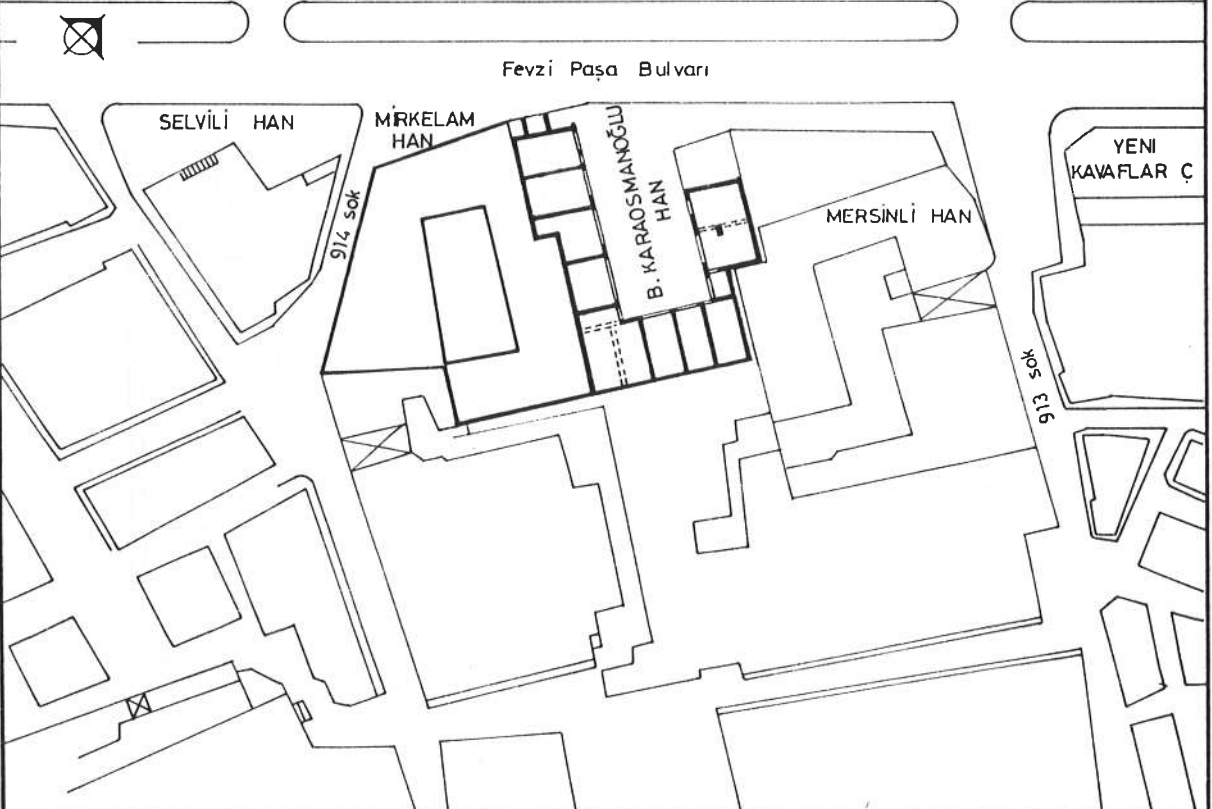 Fevzi Paşa Bulvarı
SELVİLİ HAN
MİRKELAM
HAN
914 sok
B. KARAOSMANOĞLU
HAN
MERSİNLİ HAN
YENI
KAVAFLAR Ç
913 sok